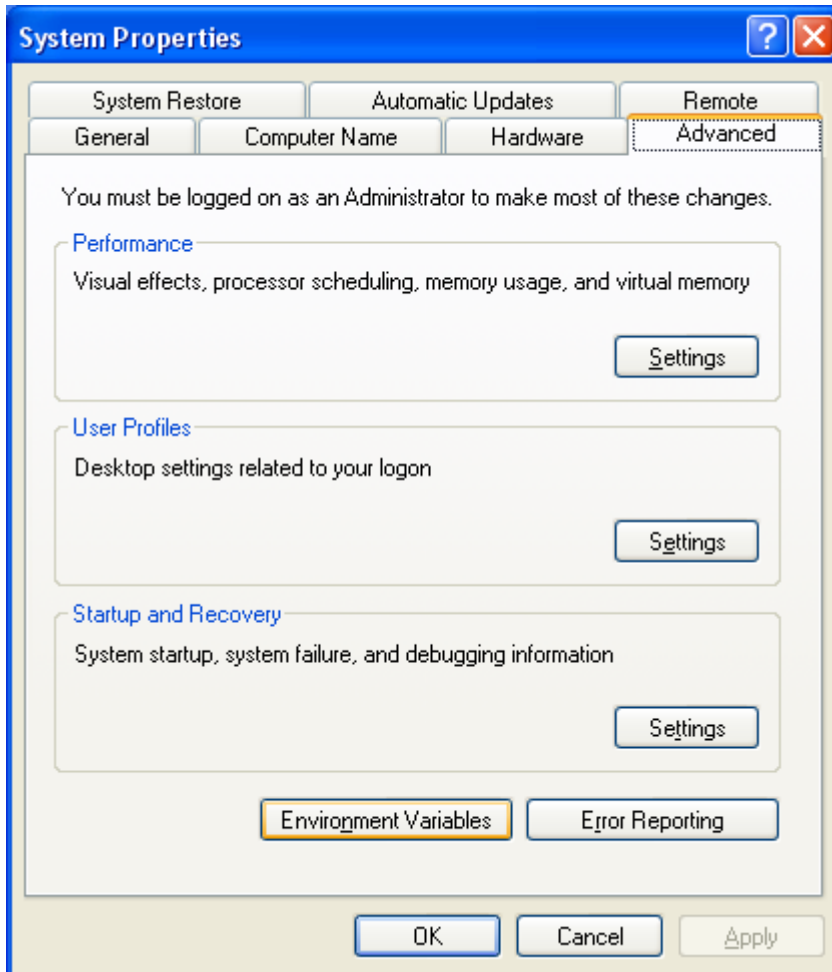 System Properties
System Restore
Automatic Updates
Remote
General
Computer Name
Hardware
Advanced
You must be logged on as an Administrator to make most of these changes.
Performance
Visual effects, processor scheduling, memory usage, and virtual memory
Settings
User Profiles
Desktop settings related to your logon
Settings
Startup and Recovery
System startup, system failure, and debugging information
Settings
Environment Variables
Error Reporting
OK
Cancel
Apply